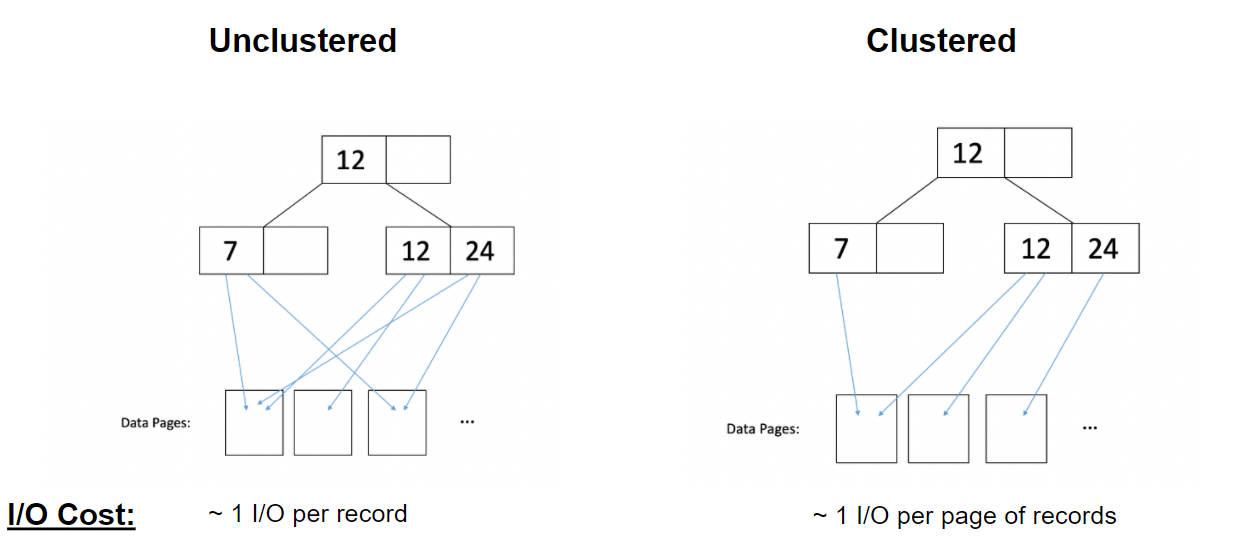 Unclustered
Clustered
12
12
7
12 24
7
12 24
Data Pages:
...
Data Pages:
...
I/O Cost:
~ 1 I/O per record
~ 1 I/O per page of records